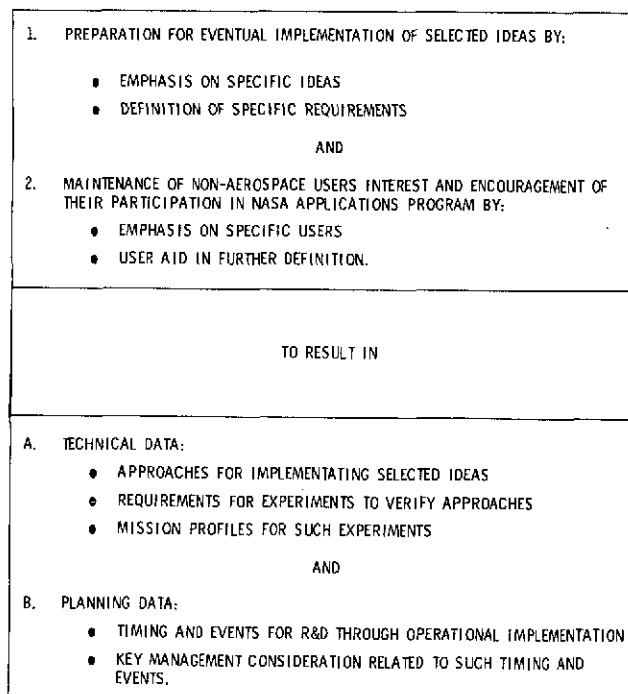 1. PREPARATION FOR EVENTUAL IMPLEMENTATION OF SELECTED IDEAS BY:
• EMPHASIS ON SPECIFIC IDEAS
• DEFINITION OF SPECIFIC REQUIREMENTS
AND
2. MAINTENANCE OF NON-AEROSPACE USERS INTEREST AND ENCOURAGEMENT OF
THEIR PARTICIPATION IN NASA APPLICATIONS PROGRAM BY:
• EMPHASIS ON SPECIFIC USERS
• USER AID IN FURTHER DEFINITION.
TO RESULT IN
A. TECHNICAL DATA:
• APPROACHES FOR IMPLEMENTATING SELECTED IDEAS
• REQUIREMENTS FOR EXPERIMENTS TO VERIFY APPROACHES
• MISSION PROFILES FOR SUCH EXPERIMENTS
AND
B. PLANNING DATA:
• TIMING AND EVENTS FOR R&D THROUGH OPERATIONAL IMPLEMENTATION
• KEY MANAGEMENT CONSIDERATION RELATED TO SUCH TIMING AND
EVENTS.